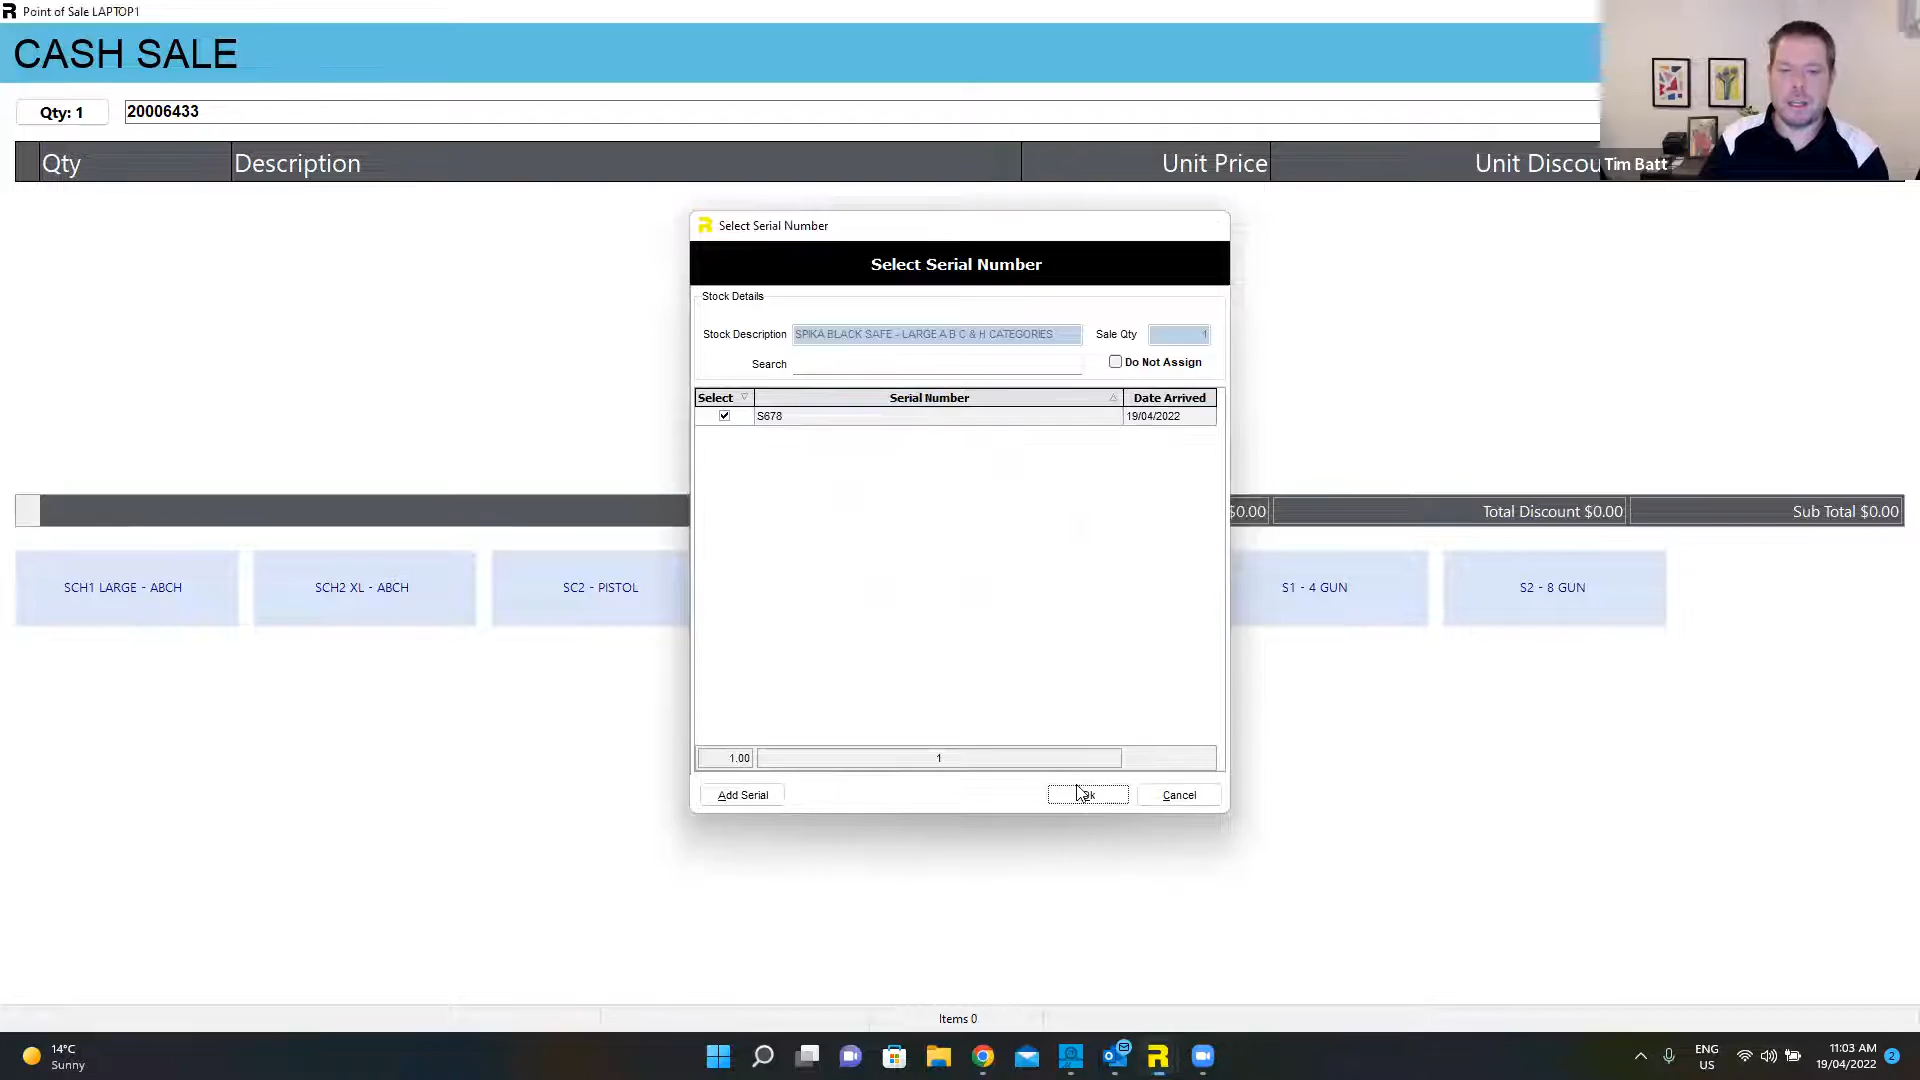 Point of Sale LAPTOP1
CASH SALE
Qty: 1
20006433
Tim Batt
Qty
Description
Unit Price
Unit Discou
Select Serial Number
Select Serial Number
Stock Details
Stock Description
SPIKA BLACK SAFE - LARGE A B C & H CATEGORIES
Sale Qty
1
Search
Do Not Assign
Select
Serial Number
Date Arrived
S678
19/04/2022
$0.00
Total Discount $0.00
Sub Total $0.00
SCH1 LARGE - ABCH
SCH2 XL - ABCH
SC2 - PISTOL
S1 - 4 GUN
S2 - 8 GUN
1.00
1
Add Serial
Ok
Cancel
Items 0
14°C
Sunny
ENG
US
11:03 AM
19/04/2022
2